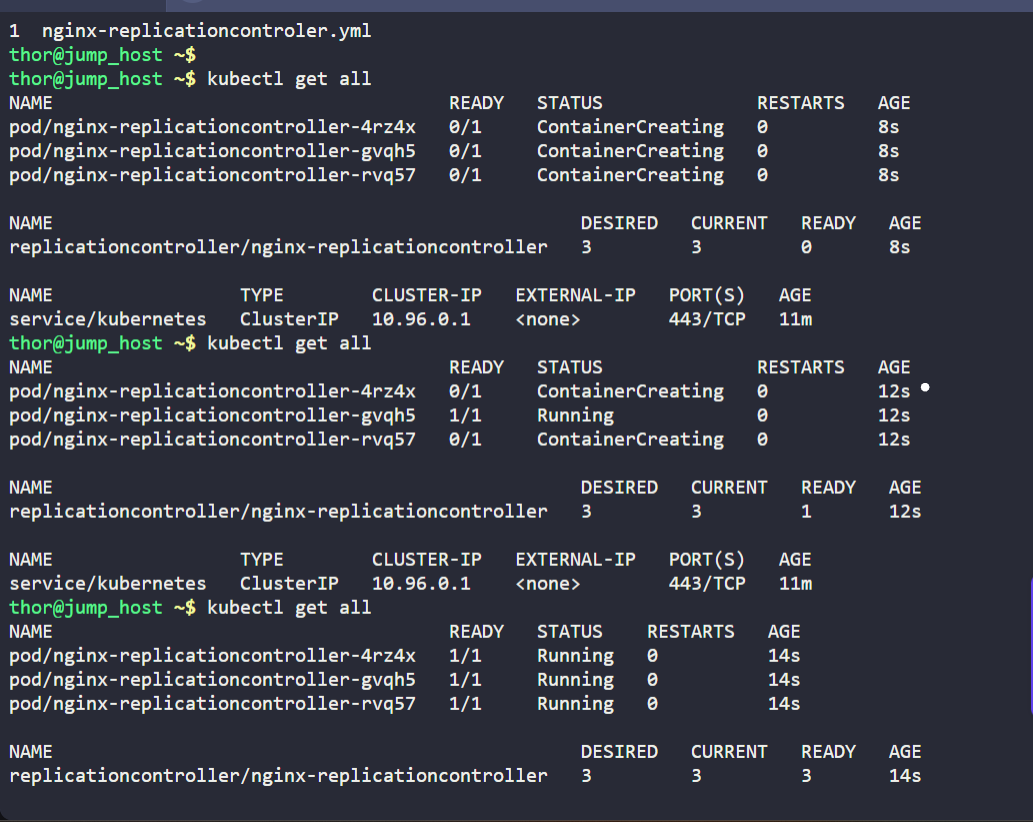 1  nginx-replicationcontroler.yml
thor@jump_host ~$
thor@jump_host ~$ kubectl get all
NAME                                    READY   STATUS              RESTARTS   AGE
pod/nginx-replicationcontroller-4rz4x   0/1     ContainerCreating   0          8s
pod/nginx-replicationcontroller-gvqh5   0/1     ContainerCreating   0          8s
pod/nginx-replicationcontroller-rvq57   0/1     ContainerCreating   0          8s

NAME                                                DESIRED   CURRENT   READY   AGE
replicationcontroller/nginx-replicationcontroller   3         3         0       8s

NAME                 TYPE        CLUSTER-IP   EXTERNAL-IP   PORT(S)   AGE
service/kubernetes   ClusterIP   10.96.0.1    <none>        443/TCP   11m
thor@jump_host ~$ kubectl get all
NAME                                    READY   STATUS              RESTARTS   AGE
pod/nginx-replicationcontroller-4rz4x   0/1     ContainerCreating   0          12s
pod/nginx-replicationcontroller-gvqh5   1/1     Running             0          12s
pod/nginx-replicationcontroller-rvq57   0/1     ContainerCreating   0          12s

NAME                                                DESIRED   CURRENT   READY   AGE
replicationcontroller/nginx-replicationcontroller   3         3         1       12s

NAME                 TYPE        CLUSTER-IP   EXTERNAL-IP   PORT(S)   AGE
service/kubernetes   ClusterIP   10.96.0.1    <none>        443/TCP   11m
thor@jump_host ~$ kubectl get all
NAME                                    READY   STATUS    RESTARTS   AGE
pod/nginx-replicationcontroller-4rz4x   1/1     Running   0          14s
pod/nginx-replicationcontroller-gvqh5   1/1     Running   0          14s
pod/nginx-replicationcontroller-rvq57   1/1     Running   0          14s

NAME                                                DESIRED   CURRENT   READY   AGE
replicationcontroller/nginx-replicationcontroller   3         3         3       14s